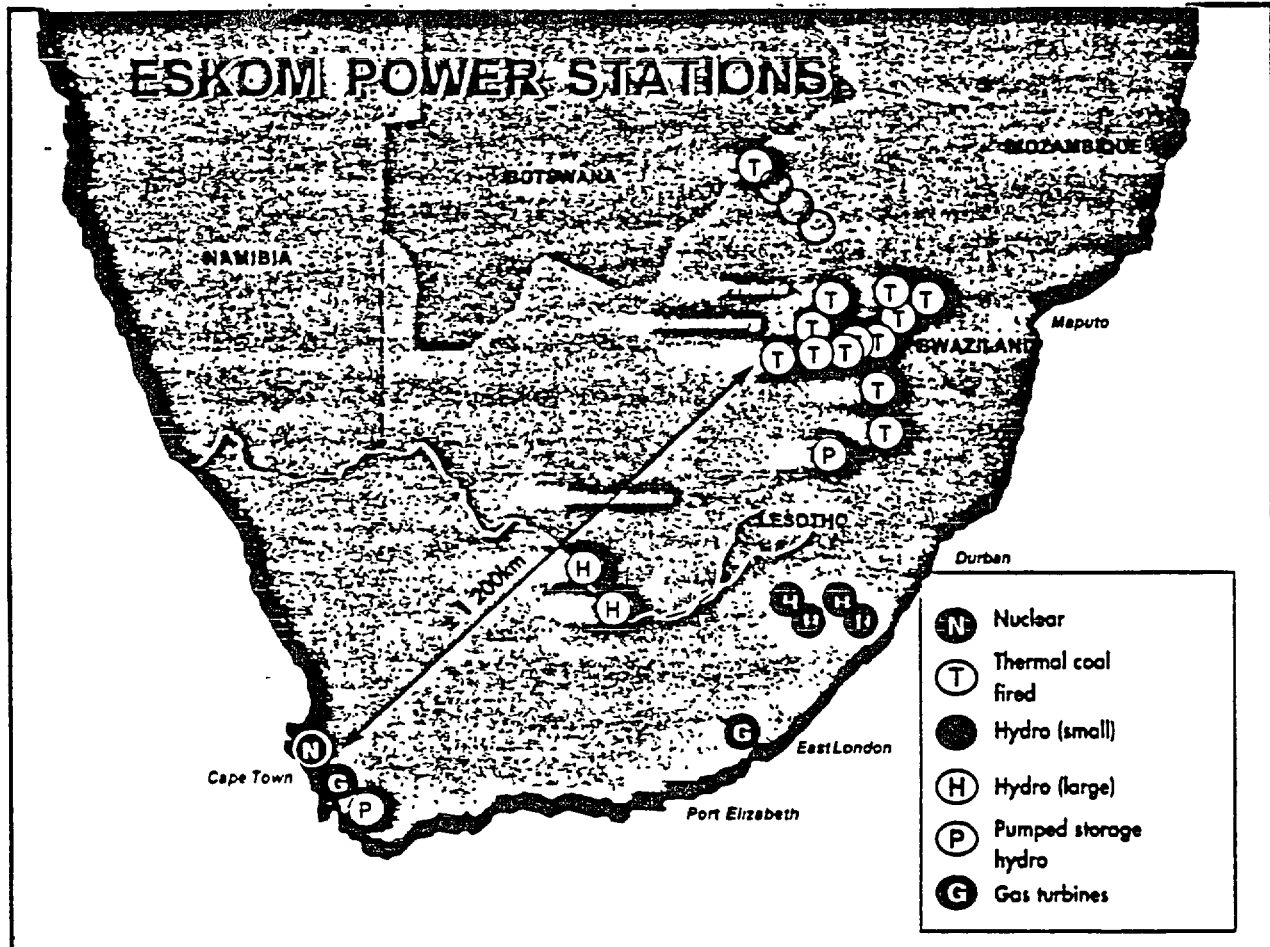 ESKOM POWER STATIONS
MOZAMBIQUE
BOTSWANA
T
NAMIBIA
T
T
T
T
T
Maputo
SWAZILAND
T
T
T
T
T
T
P
LESOTHO
1 200km
Durban
H
H
H
H
H
H
N
Nuclear
T
Thermal coal
fired
Hydro (small)
G
East London
N
Cape Town
G
P
Port Elizabeth
H
Hydro (large)
P
Pumped storage
hydro
G
Gas turbines